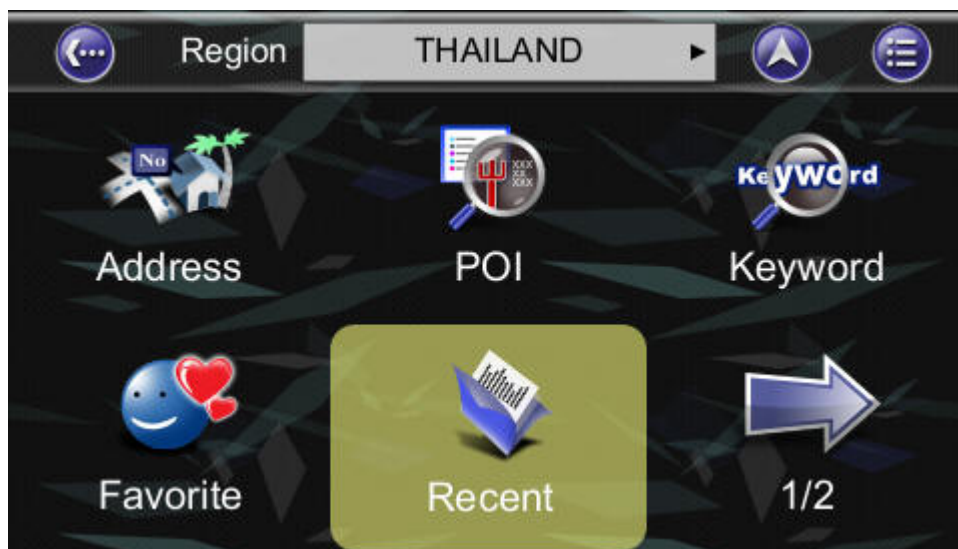 Region THAILAND
No
XXX
XX
XXX
KeyWOrd
Address POI Keyword
Favorite Recent 1/2